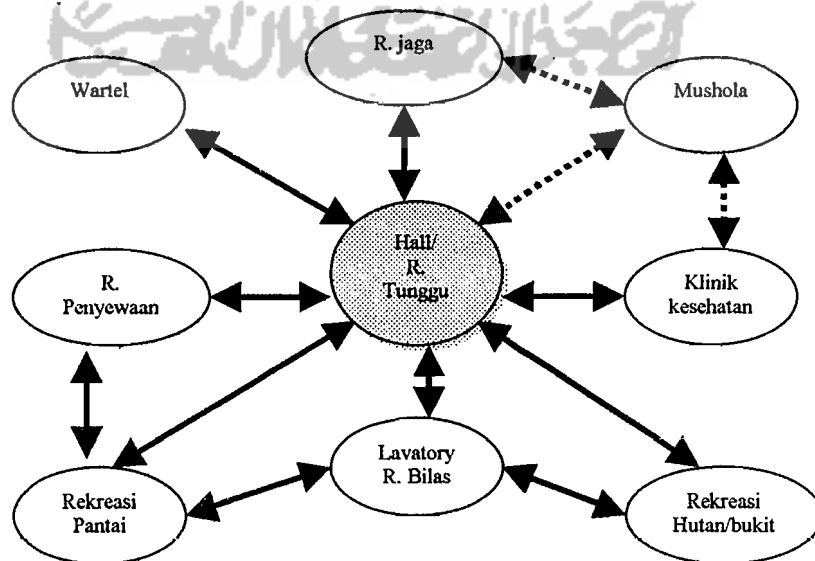 R. jaga
Wartel
Mushola
Hall/
R.
Tunggu
R.
Penyewaan
Klinik
kesehatan
Lavatory
R. Bilas
Rekreasi
Pantai
Rekreasi
Hutan/bukit